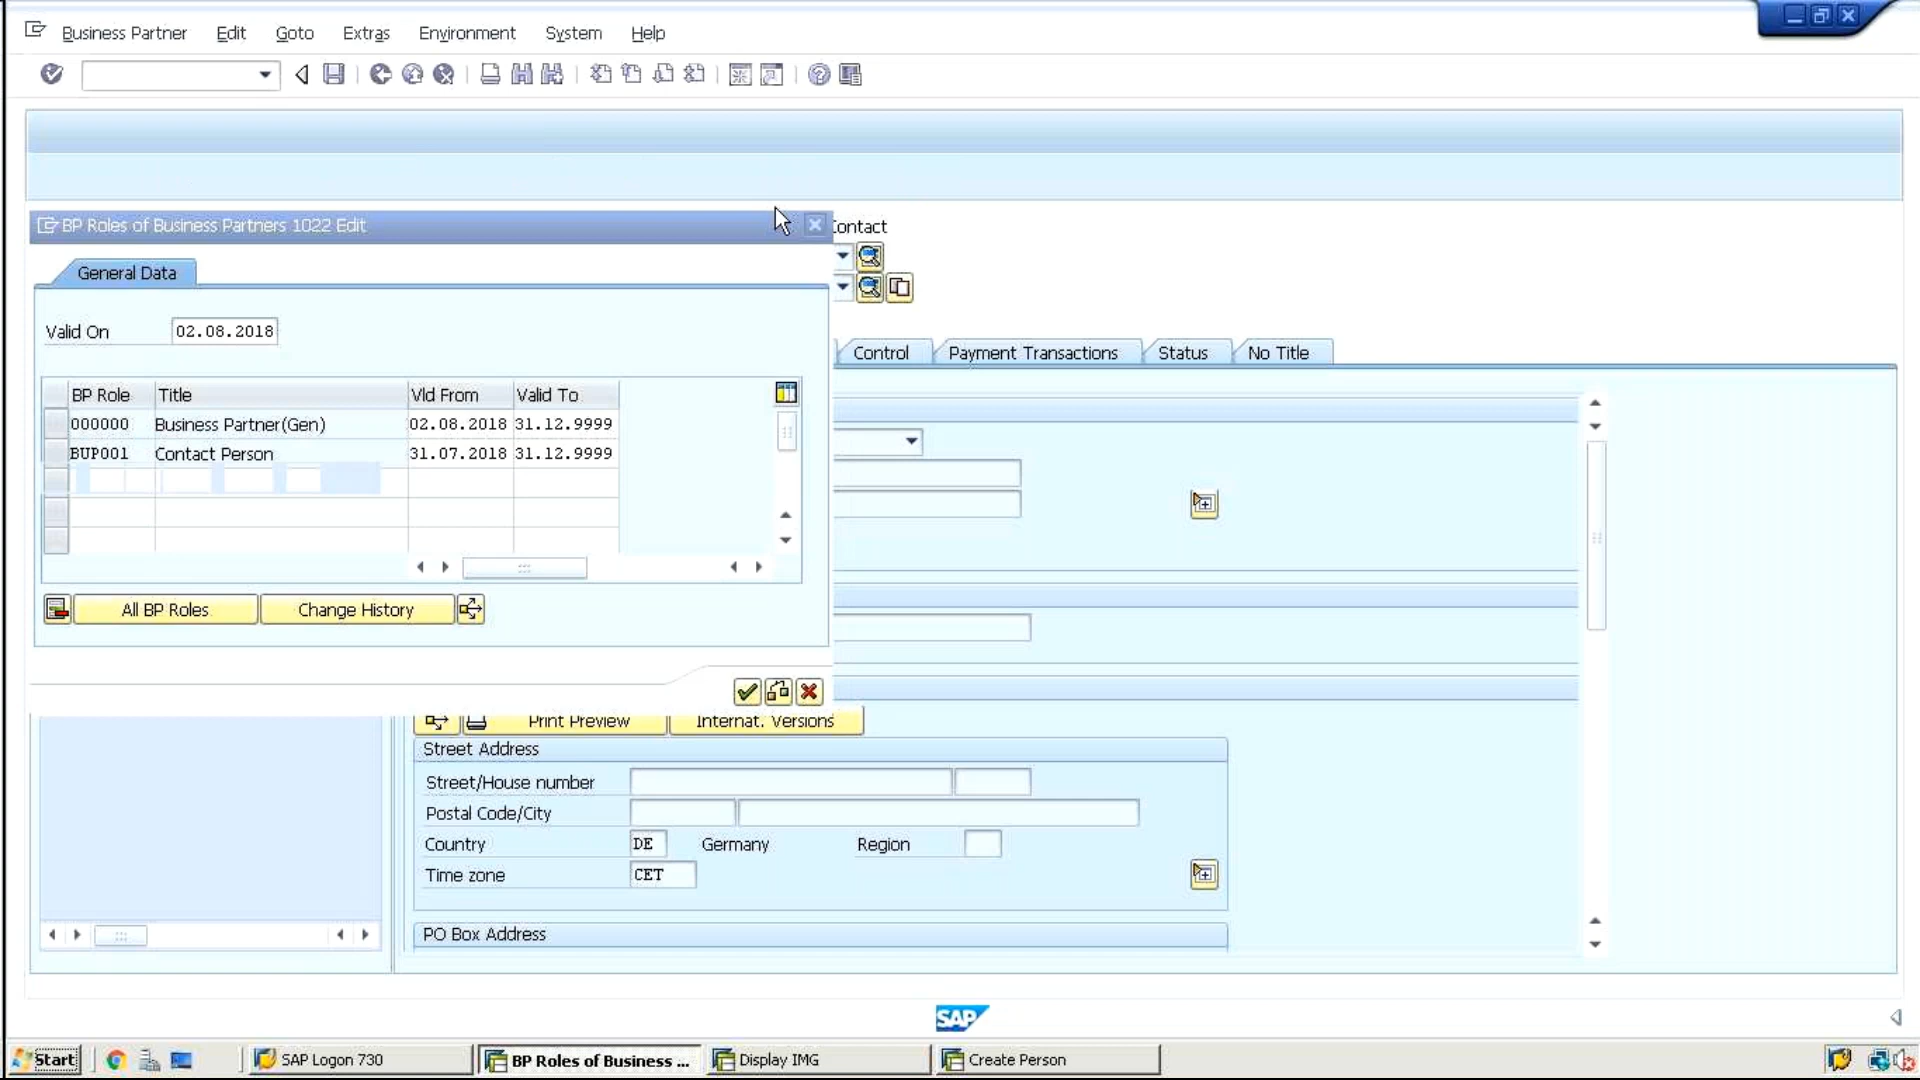 Business Partner Edit Goto Extras Environment System Help
BP Roles of Business Partners 1022 Edit
Contact
General Data
Control Payment Transactions Status No Title
Valid On 02.08.2018
BP Role Title Vld From Valid To
000000 Business Partner(Gen) 02.08.2018 31.12.9999
BUP001 Contact Person 31.07.2018 31.12.9999
All BP Roles Change History
Print Preview Internat. Versions
Street Address
Street/House number
Postal Code/City
Country DE Germany Region
Time zone CET
PO Box Address
SAP
Start SAP Logon 730 BP Roles of Business ... Display IMG Create Person